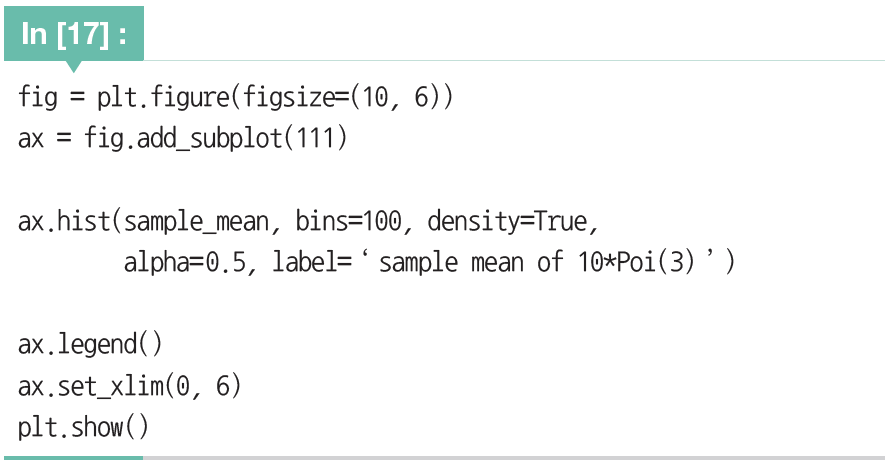 In [17] :
fig = plt.figure(figsize=(10, 6))
ax = fig.add_subplot(111)
ax.hist(sample_mean, bins=100, density=True,
alpha=0.5, label=‘sample mean of 10*Poi(3)’)
ax.legend()
ax.set_xlim(0, 6)
plt.show()